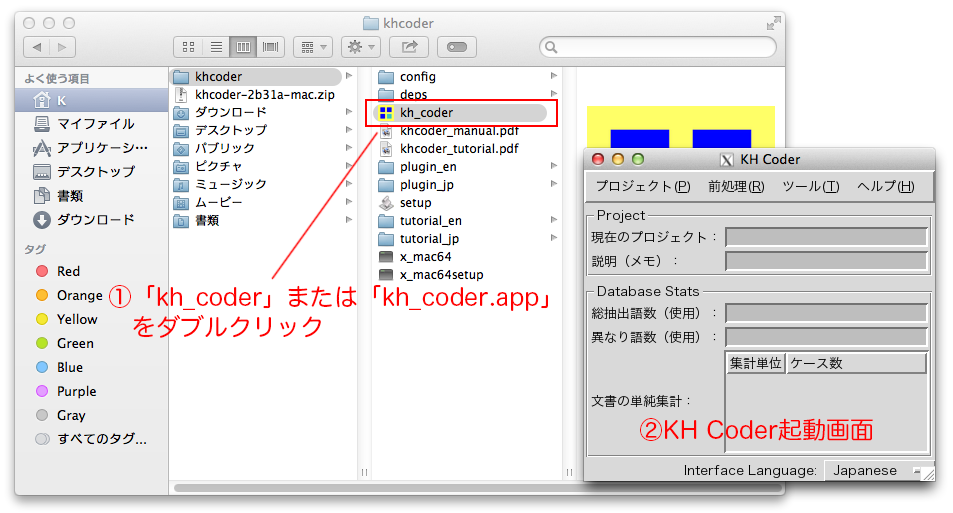 khcoder
よく使う項目
K
マイファイル
アプリケーシ…
デスクトップ
書類
ダウンロード
タグ
Red
Orange
Yellow
Green
Blue
Purple
Gray
すべてのタグ...
khcoder
khcoder-2b31a-mac.zip
ダウンロード
デスクトップ
パブリック
ピクチャ
ミュージック
ムービー
書類
config
deps
kh_coder
khcoder_manual.pdf
khcoder_tutorial.pdf
plugin_en
plugin_jp
setup
tutorial_en
tutorial_jp
x_mac64
x_mac64setup
①「kh_coder」または「kh_coder.app」
をダブルクリック
KH Coder
プロジェクト(P) 前処理(R) ツール(T) ヘルプ(H)
Project
現在のプロジェクト：
説明（メモ）：
Database Stats
総抽出語数（使用）：
異なり語数（使用）：
文書の単純集計：
集計単位 ケース数
②KH Coder起動画面
Interface Language: Japanese